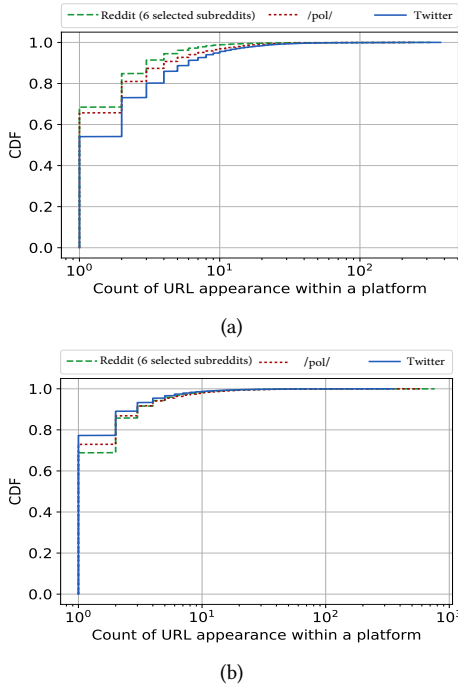 Reddit (6 selected subreddits) /pol/ Twitter
1.0
0.8
0.6
0.4
0.2
0.0
CDF
10⁰ 10¹ 10²
Count of URL appearance within a platform
(a)
Reddit (6 selected subreddits) /pol/ Twitter
1.0
0.8
0.6
0.4
0.2
0.0
CDF
10⁰ 10¹ 10² 10³
Count of URL appearance within a platform
(b)